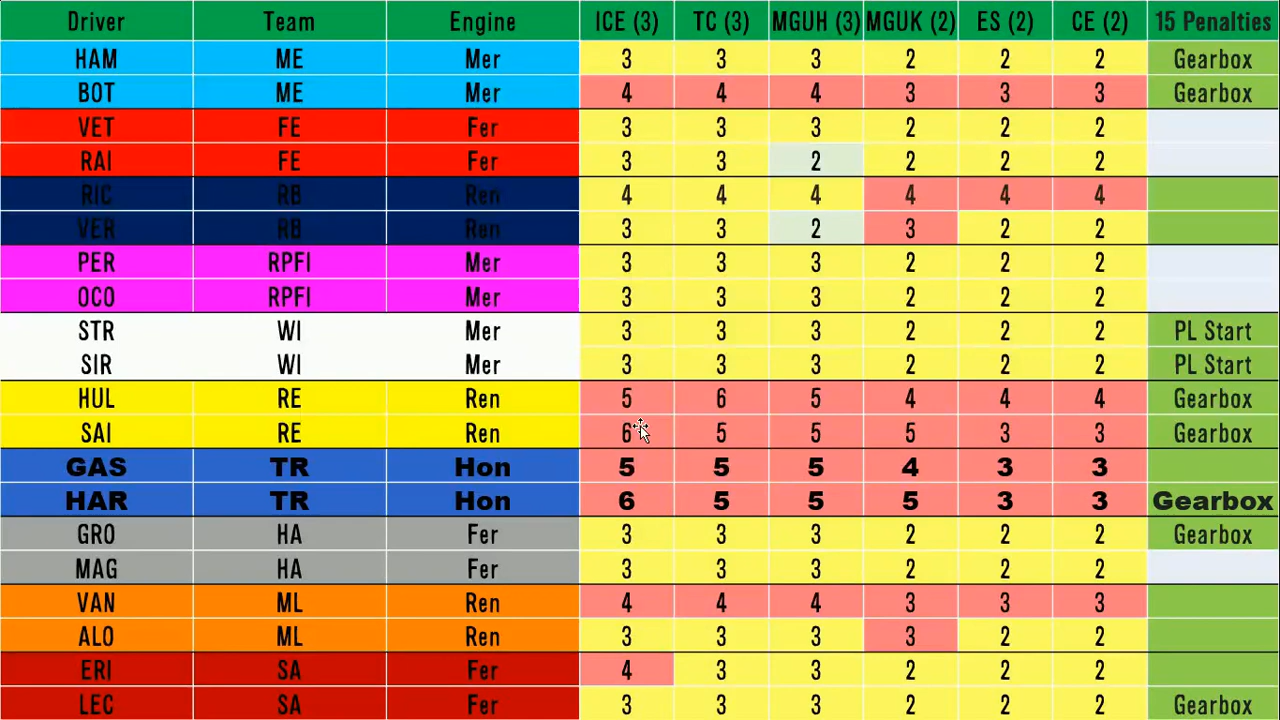 Driver Team Engine ICE (3) TC (3) MGUH (3) MGUK (2) ES (2) CE (2) 15 Penalties
HAM ME Mer 3 3 3 2 2 2 Gearbox
BOT ME Mer 4 4 4 3 3 3 Gearbox
VET FE Fer 3 3 3 2 2 2
RAI FE Fer 3 3 2 2 2 2
RIC RB Ren 4 4 4 4 4 4
VER RB Ren 3 3 2 3 2 2
PER RPFI Mer 3 3 3 2 2 2
OCO RPFI Mer 3 3 3 2 2 2
STR WI Mer 3 3 3 2 2 2 PL Start
SIR WI Mer 3 3 3 2 2 2 PL Start
HUL RE Ren 5 6 5 4 4 4 Gearbox
SAI RE Ren 6 5 5 5 3 3 Gearbox
GAS TR Hon 5 5 5 4 3 3
HAR TR Hon 6 5 5 5 3 3 Gearbox
GRO HA Fer 3 3 3 2 2 2 Gearbox
MAG HA Fer 3 3 3 2 2 2
VAN ML Ren 4 4 4 3 3 3
ALO ML Ren 3 3 3 3 2 2
ERI SA Fer 4 3 3 2 2 2
LEC SA Fer 3 3 3 2 2 2 Gearbox